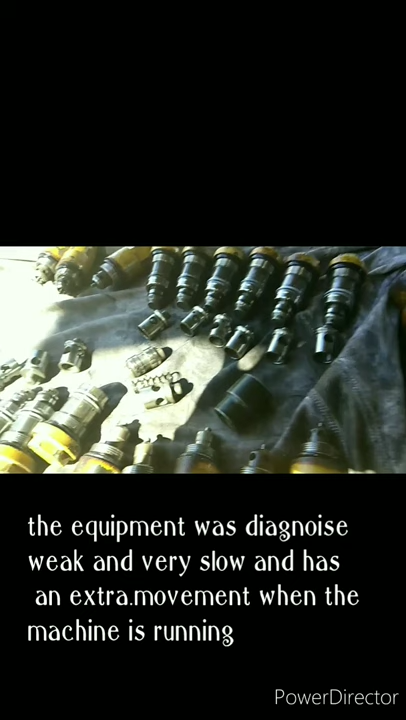 the equipment was diagnoise
weak and very slow and has
an extra.movement when the
machine is running
PowerDirector